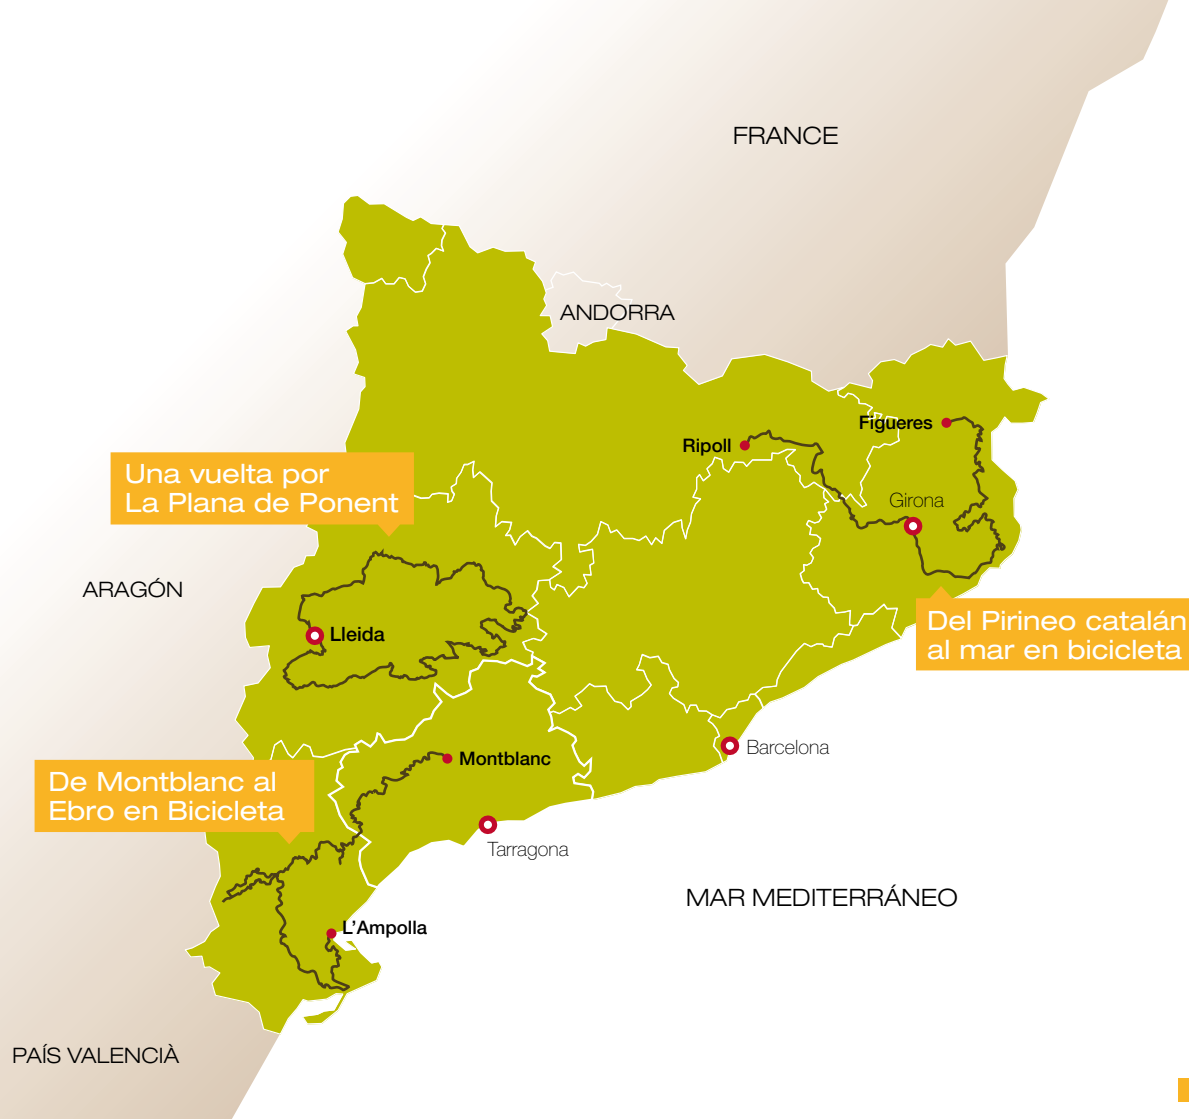 FRANCE
ANDORRA
Figueres
Ripoll
Una vuelta por
La Plana de Ponent
Girona
ARAGÓN
Del Pirineo catalán
al mar en bicicleta
Lleida
Barcelona
Montblanc
De Montblanc al
Ebro en Bicicleta
Tarragona
MAR MEDITERRÁNEO
L'Ampolla
PAÍS VALENCIÀ